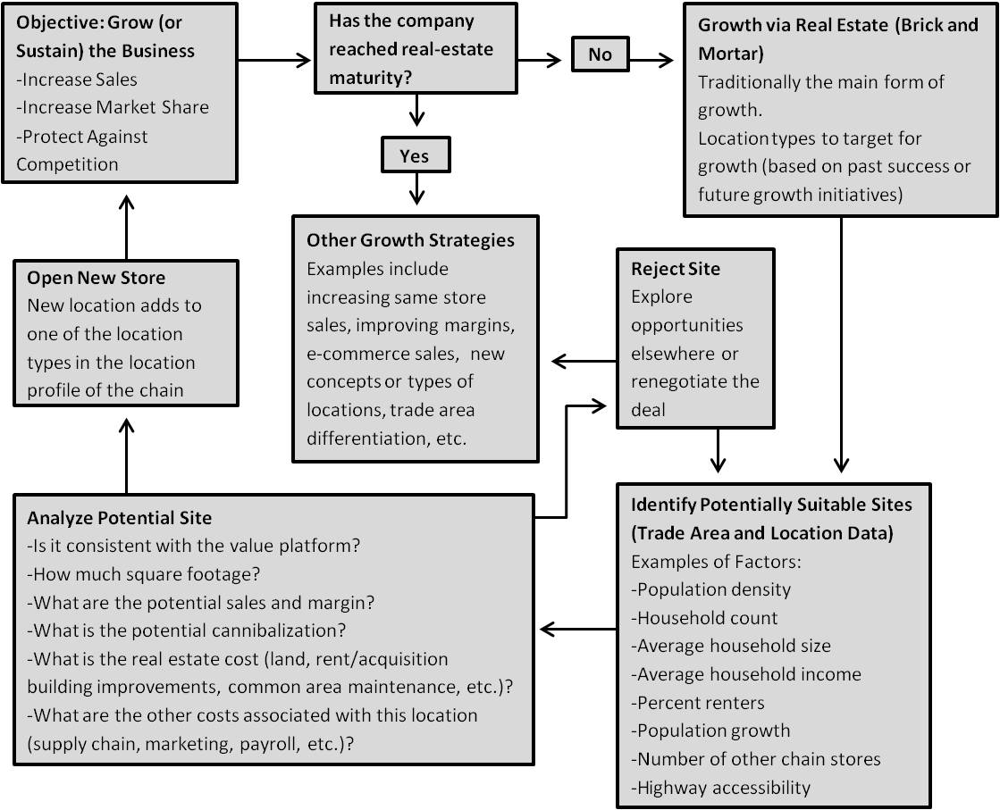 Objective: Grow (or
Sustain) the Business
-Increase Sales
-Increase Market Share
-Protect Against
Competition
Has the company
reached real-estate
maturity?
No
Growth via Real Estate (Brick and
Mortar)
Traditionally the main form of
growth.
Location types to target for
growth (based on past success or
future growth initiatives)
Yes
Other Growth Strategies
Examples include
increasing same store
sales, improving margins,
e-commerce sales, new
concepts or types of
locations, trade area
differentiation, etc.
Reject Site
Explore
opportunities
elsewhere or
renegotiate the
deal
Open New Store
New location adds to
one of the location
types in the location
profile of the chain
Analyze Potential Site
-Is it consistent with the value platform?
-How much square footage?
-What are the potential sales and margin?
-What is the potential cannibalization?
-What is the real estate cost (land, rent/acquisition
building improvements, common area maintenance, etc.)?
-What are the other costs associated with this location
(supply chain, marketing, payroll, etc.)?
Identify Potentially Suitable Sites
(Trade Area and Location Data)
Examples of Factors:
-Population density
-Household count
-Average household size
-Average household income
-Percent renters
-Population growth
-Number of other chain stores
-Highway accessibility